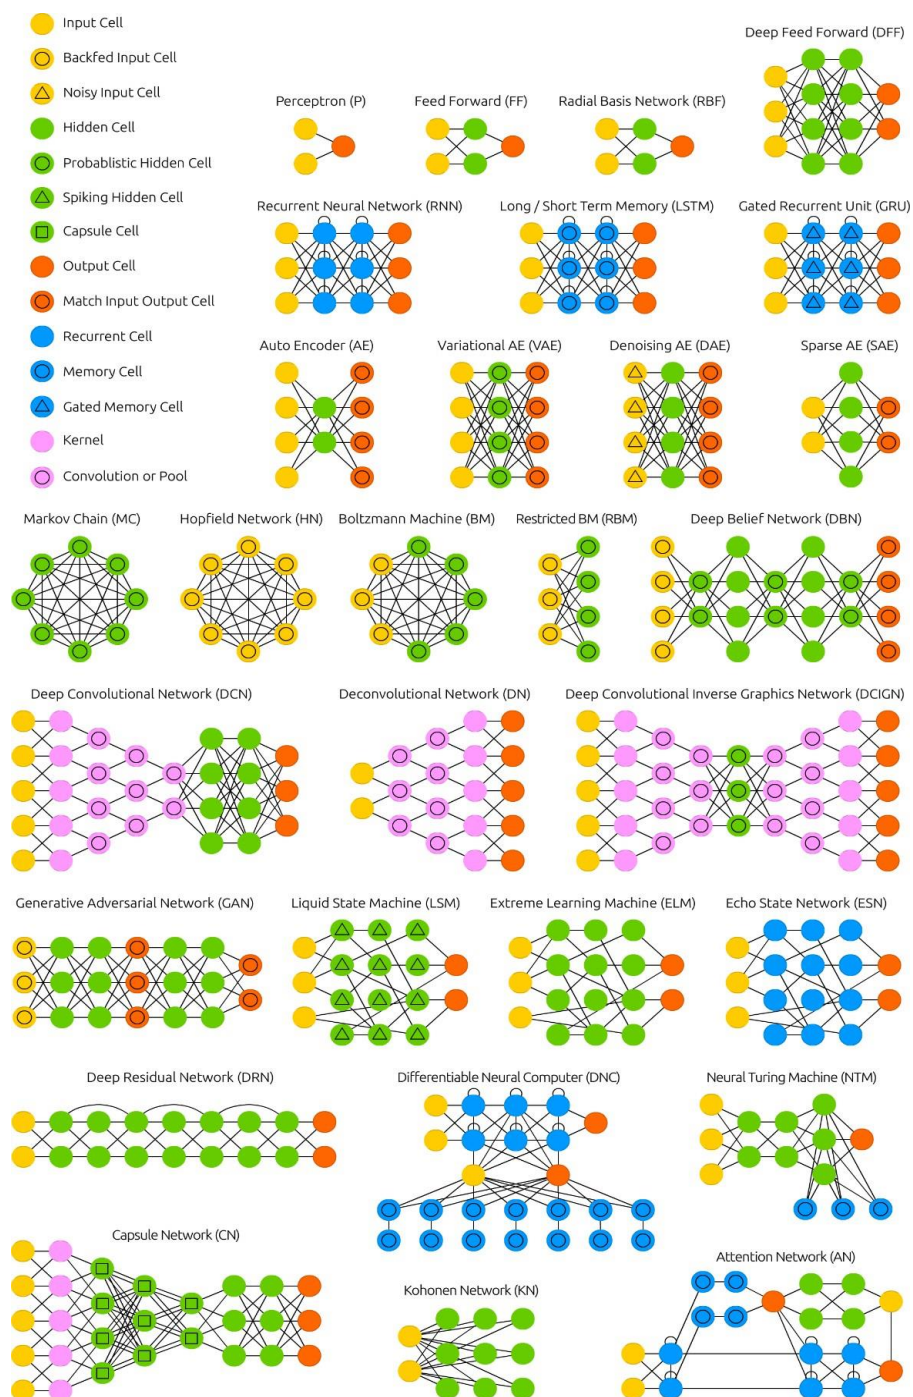 Input Cell
Backfed Input Cell
Noisy Input Cell
Hidden Cell
Probablistic Hidden Cell
Spiking Hidden Cell
Capsule Cell
Output Cell
Match Input Output Cell
Recurrent Cell
Memory Cell
Gated Memory Cell
Kernel
Convolution or Pool
Deep Feed Forward (DFF)
Perceptron (P)
Feed Forward (FF)
Radial Basis Network (RBF)
Recurrent Neural Network (RNN)
Long / Short Term Memory (LSTM)
Gated Recurrent Unit (GRU)
Auto Encoder (AE)
Variational AE (VAE)
Denoising AE (DAE)
Sparse AE (SAE)
Markov Chain (MC)
Hopfield Network (HN)
Boltzmann Machine (BM)
Restricted BM (RBM)
Deep Belief Network (DBN)
Deep Convolutional Network (DCN)
Deconvolutional Network (DN)
Deep Convolutional Inverse Graphics Network (DCIGN)
Generative Adversarial Network (GAN)
Liquid State Machine (LSM)
Extreme Learning Machine (ELM)
Echo State Network (ESN)
Deep Residual Network (DRN)
Differentiable Neural Computer (DNC)
Neural Turing Machine (NTM)
Capsule Network (CN)
Kohonen Network (KN)
Attention Network (AN)